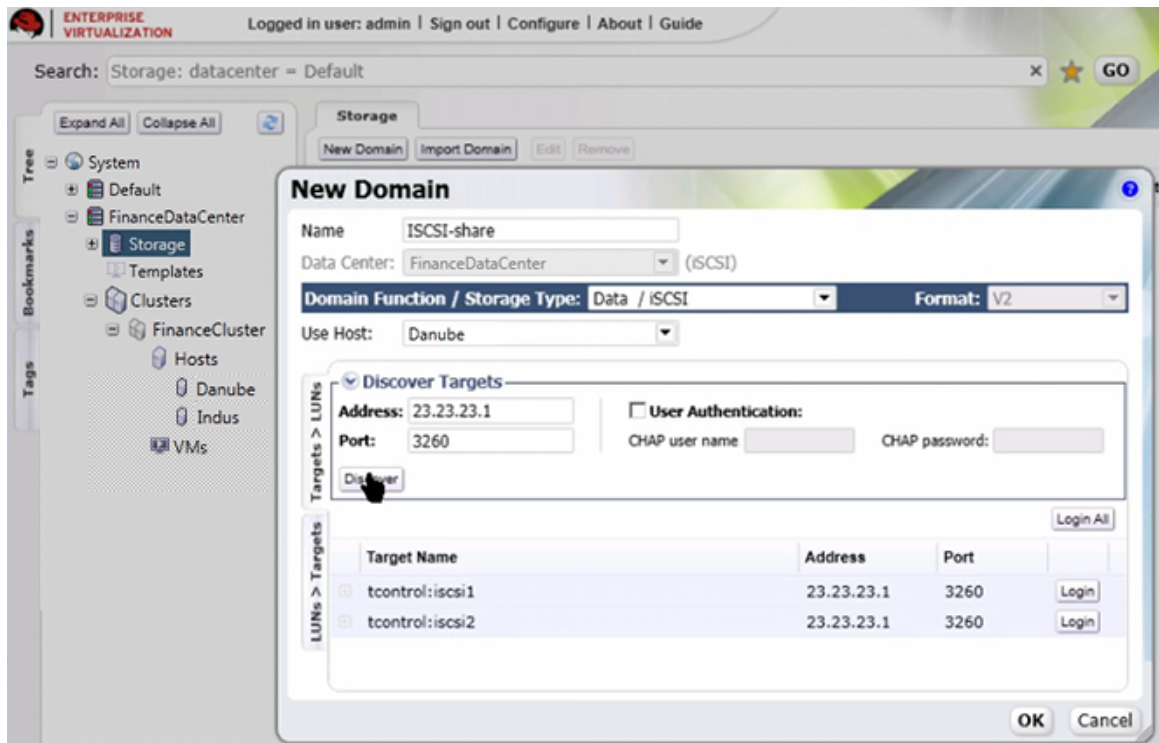 ENTERPRISE
VIRTUALIZATION
Logged in user: admin | Sign out | Configure | About | Guide
Search: Storage: datacenter = Default x GO
Expand All Collapse All
Storage
New Domain Import Domain Edit Remove
Tree
Bookmarks
Tags
System
Default
FinanceDataCenter
Storage
Templates
Clusters
FinanceCluster
Hosts
Danube
Indus
VMs
New Domain ?
Name ISCSI-share
Data Center: FinanceDataCenter (iSCSI)
Domain Function / Storage Type: Data / iSCSI Format: V2
Use Host: Danube
Targets > LUNs
LUNs > Targets
Discover Targets
Address: 23.23.23.1 User Authentication:
Port: 3260 CHAP user name CHAP password:
Discover
Login All
Target Name Address Port
tcontrol:iscsi1 23.23.23.1 3260 Login
tcontrol:iscsi2 23.23.23.1 3260 Login
OK Cancel